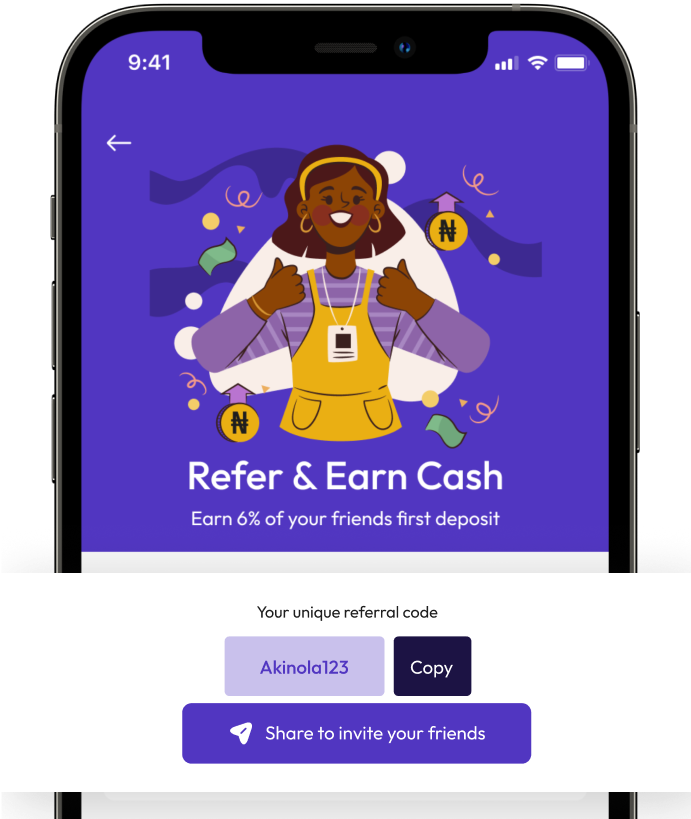 9:41
₦
₦
Refer & Earn Cash
Earn 6% of your friends first deposit
Your unique referral code
Akinola123
Copy
Share to invite your friends